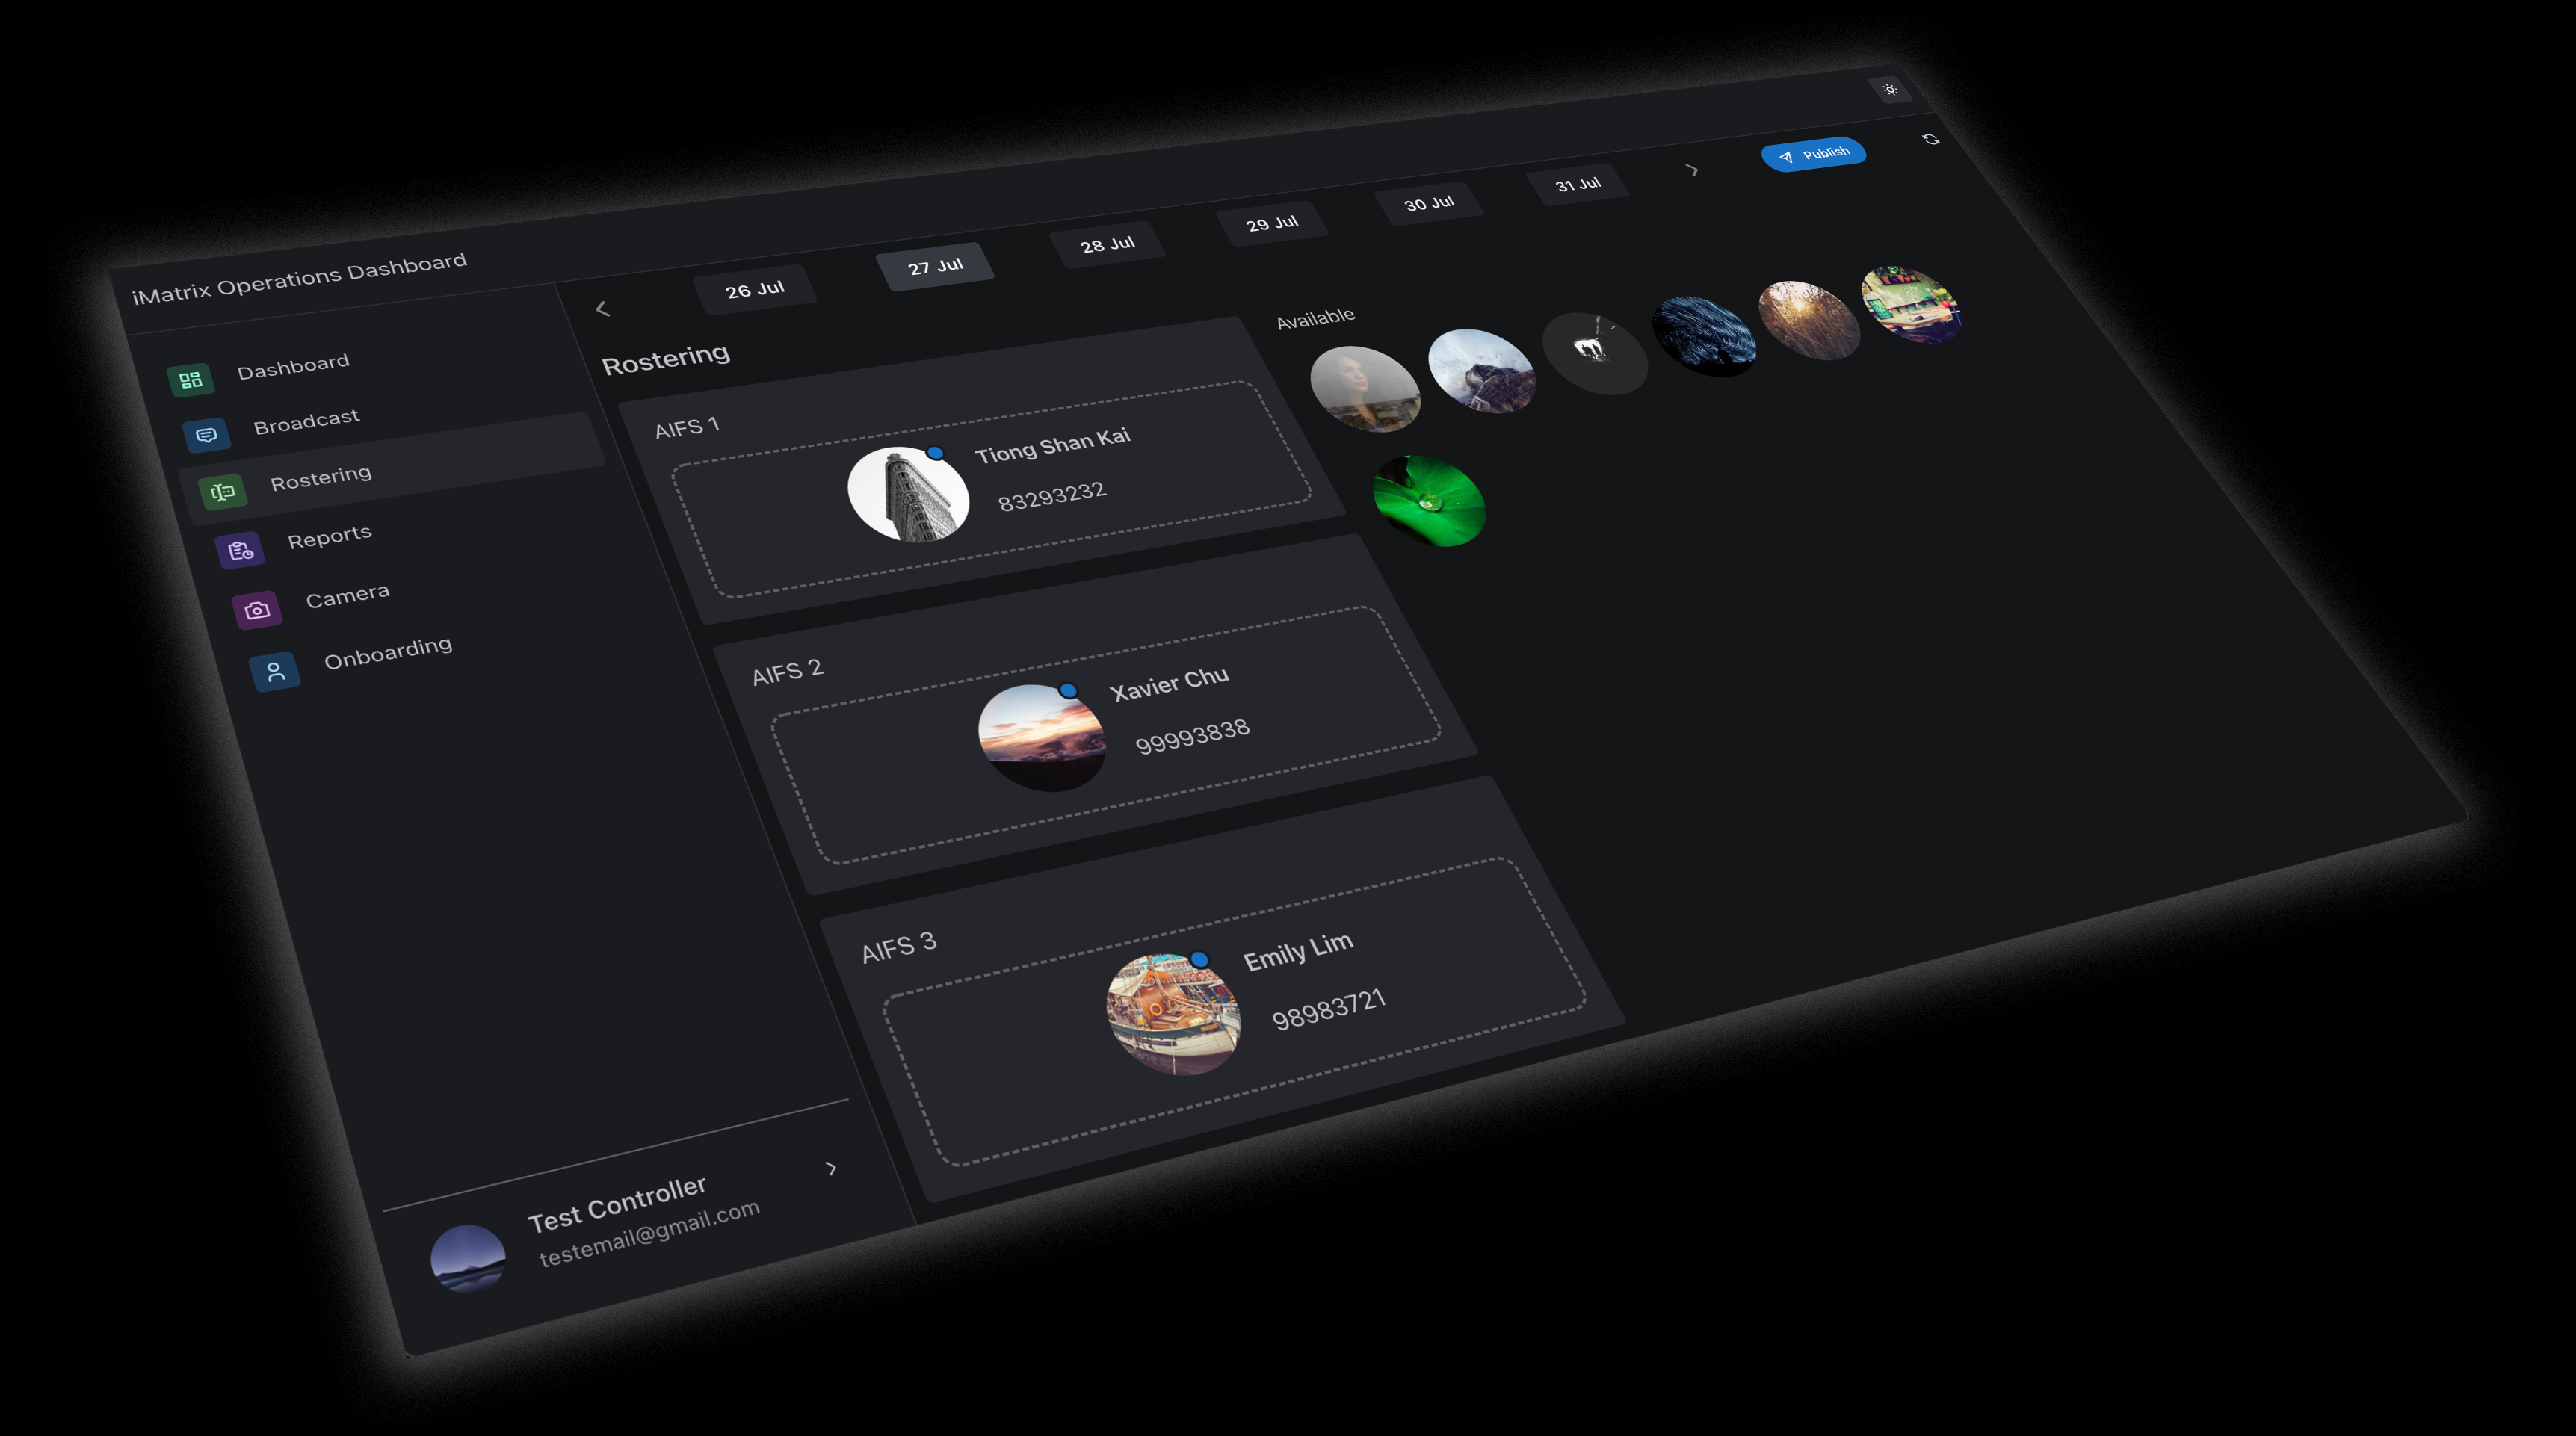 iMatrix Operations Dashboard
Dashboard
Broadcast
Rostering
Reports
Camera
Onboarding
Test Controller
testemail@gmail.com
26 Jul
27 Jul
28 Jul
29 Jul
30 Jul
31 Jul
Publish
Rostering
AIFS 1
Tiong Shan Kai
83293232
AIFS 2
Xavier Chu
99993838
AIFS 3
Emily Lim
98983721
Available